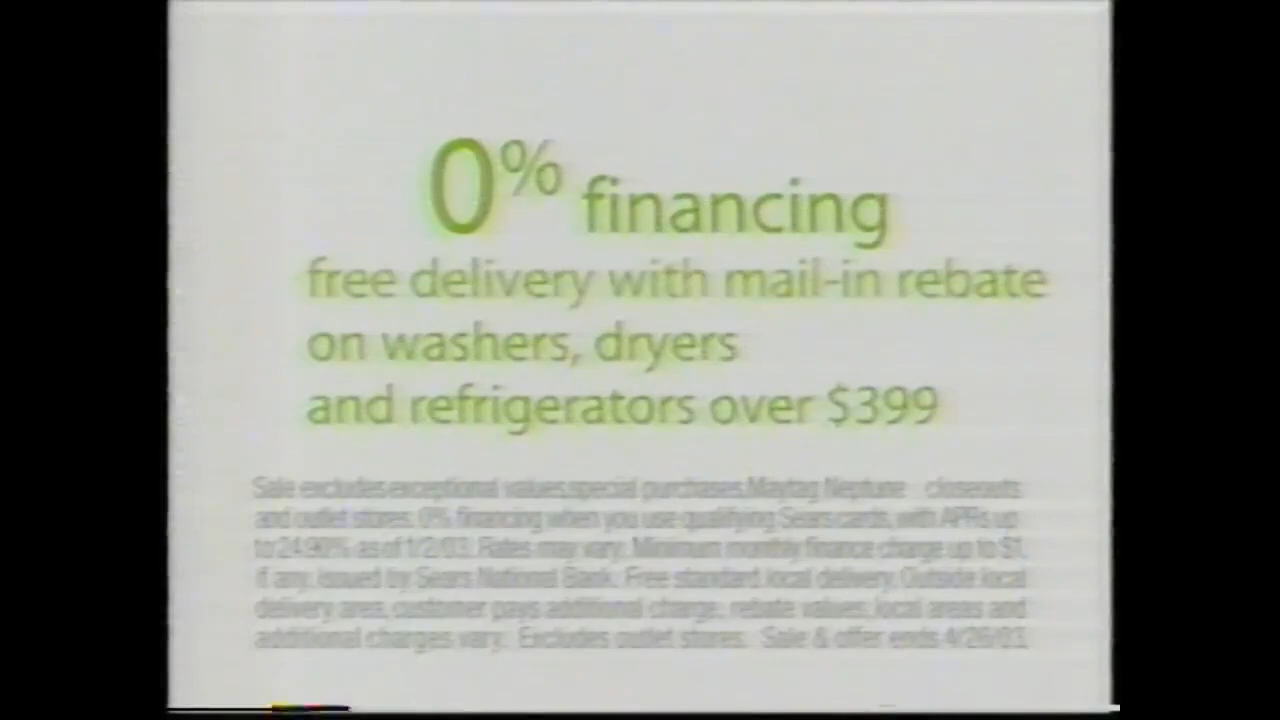 0% financing
free delivery with mail-in rebate
on washers, dryers
and refrigerators over $399
Sale excludes exceptional values, special purchases, Maytag Neptune closeouts
and outlet stores. 0% financing when you use qualifying Sears cards, with APRs up
to 24.90% as of 1/2/03. Rates may vary. Minimum monthly finance charge up to $1,
if any, issued by Sears National Bank. Free standard local delivery. Outside local
delivery area, customer pays additional charge, rebate values, local areas and
additional charges vary. Excludes outlet stores. Sale & offer ends 4/26/03.